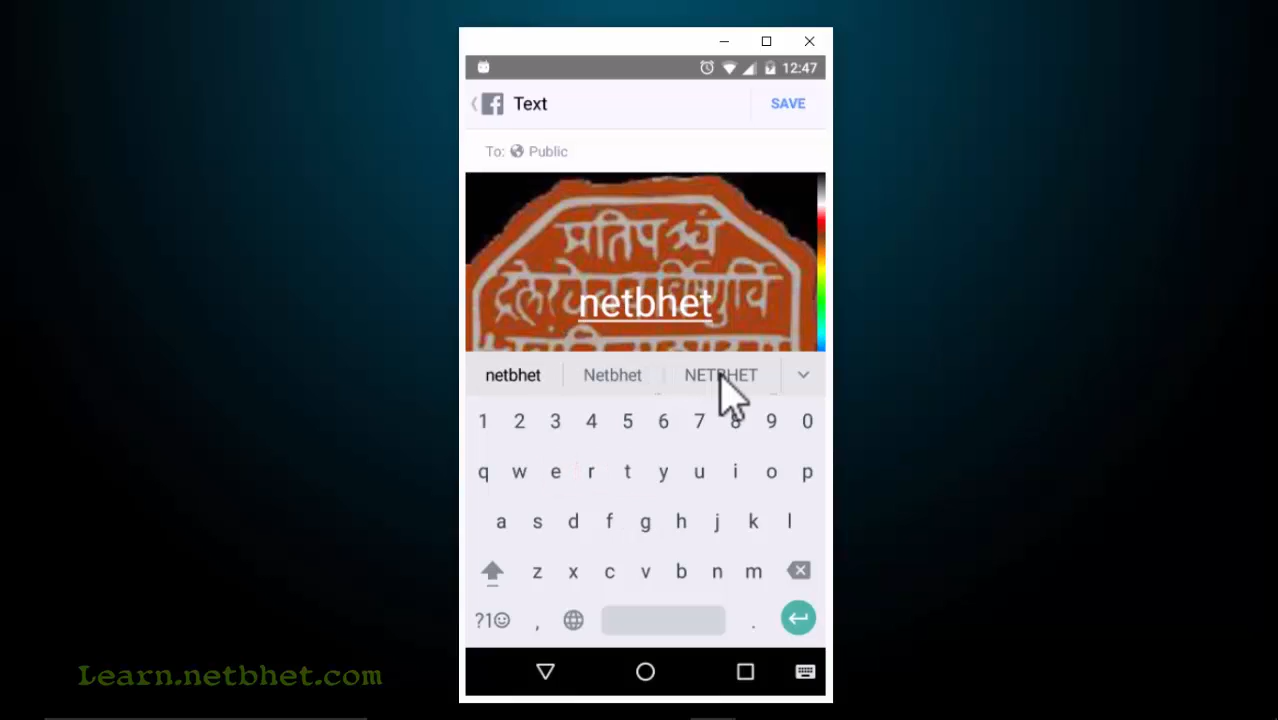 12:47
Text
SAVE
To: Public
प्रतिपश्चं
netbhet
netbhet Netbhet NETBHET
1 2 3 4 5 6 7 8 9 0
q w e r t y u i o p
a s d f g h j k l
z x c v b n m
?1☺ , .
Learn.netbhet.com